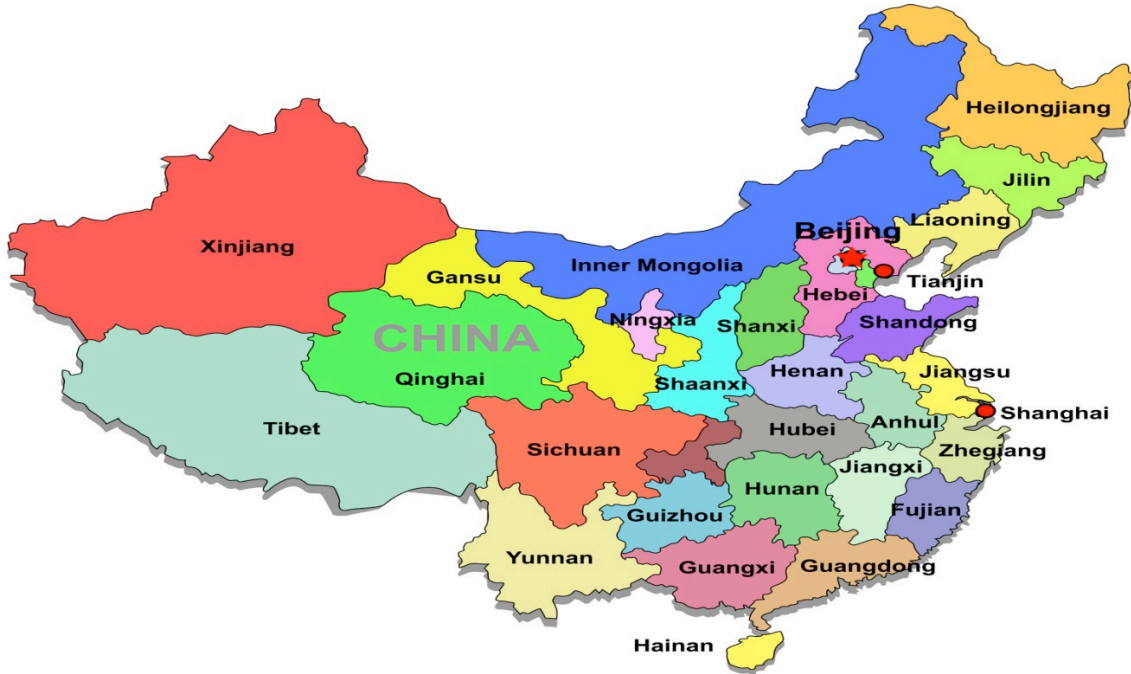 Heilongjiang
Jilin
Liaoning
Beijing
Xinjiang
Inner Mongolia
Gansu
Tianjin
Hebei
Ningxia
Shanxi
Shandong
CHINA
Qinghai
Shaanxi
Henan
Jiangsu
Shanghai
Tibet
Anhul
Hubei
Sichuan
Zhegiang
Jiangxi
Hunan
Fujian
Guizhou
Yunnan
Guangxi
Guangdong
Hainan